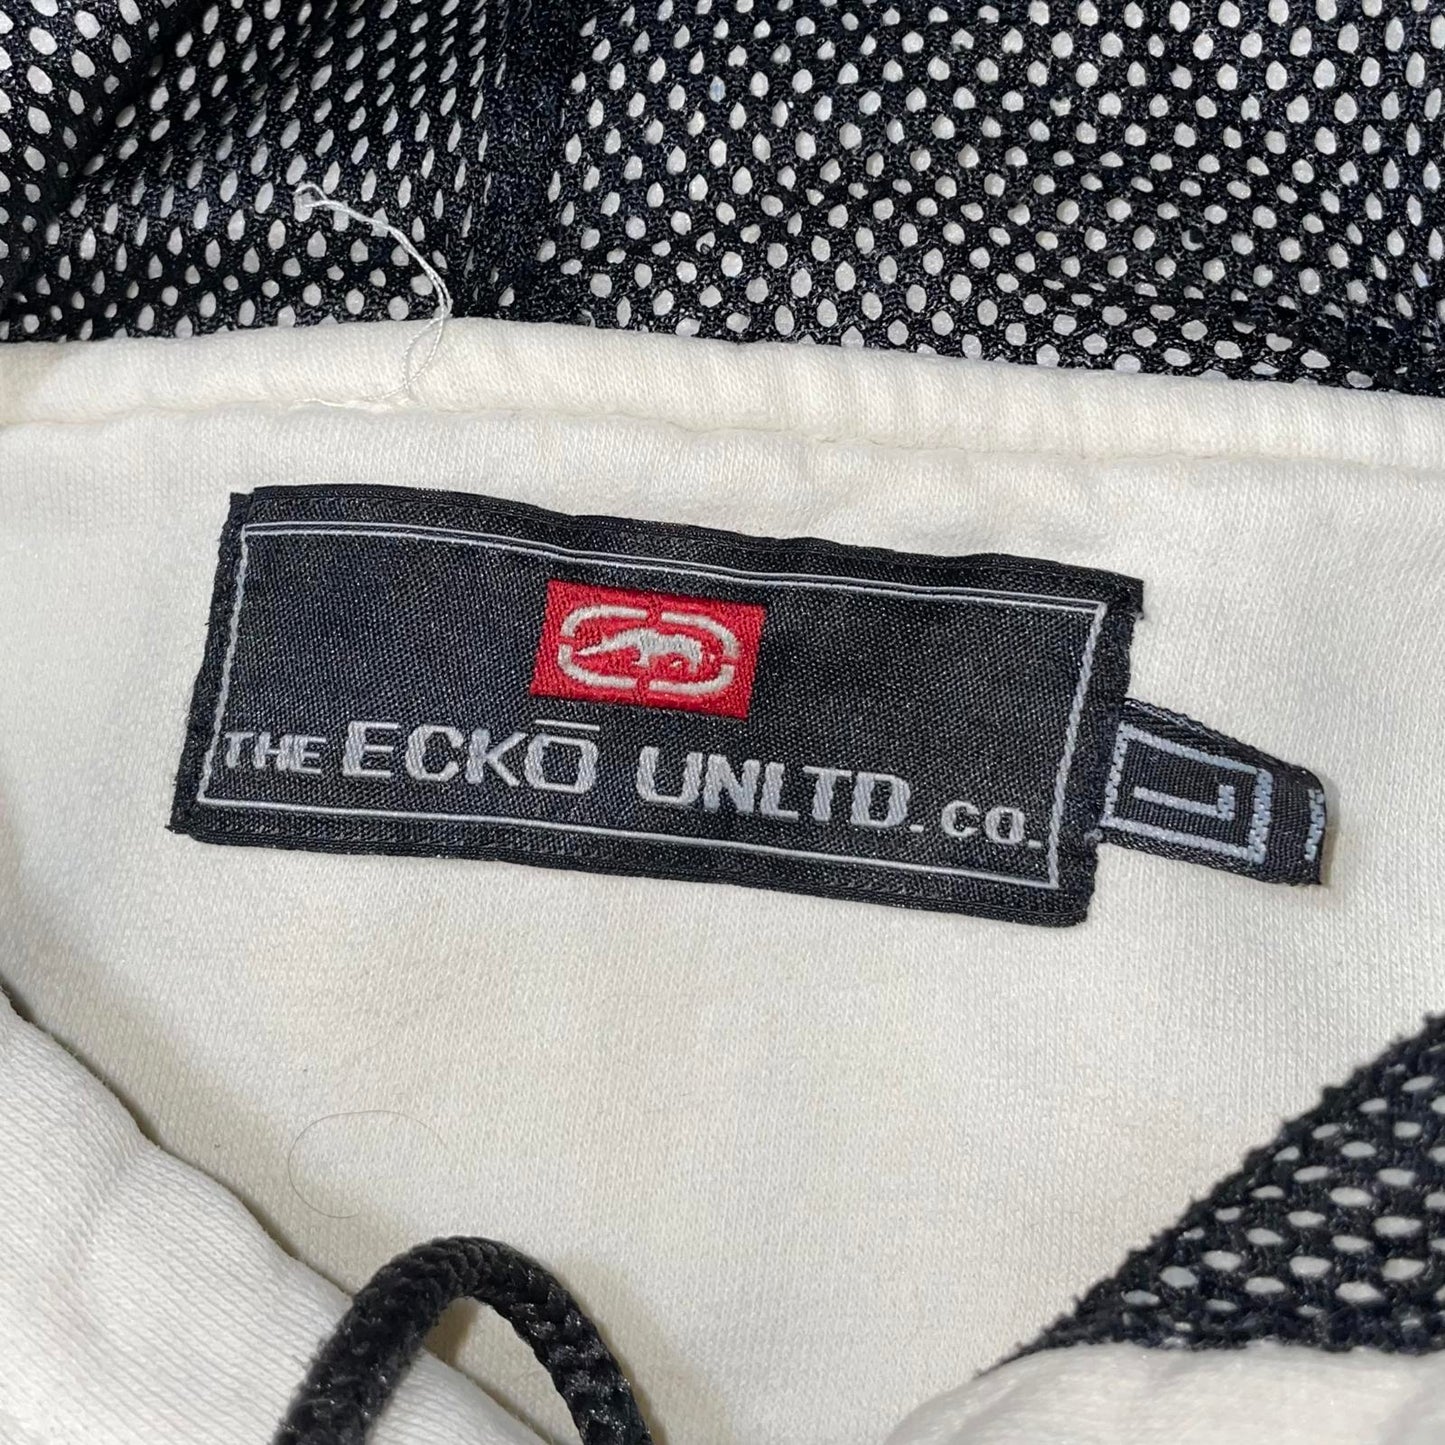 THE ECKŌ UNLTD. CO.
L